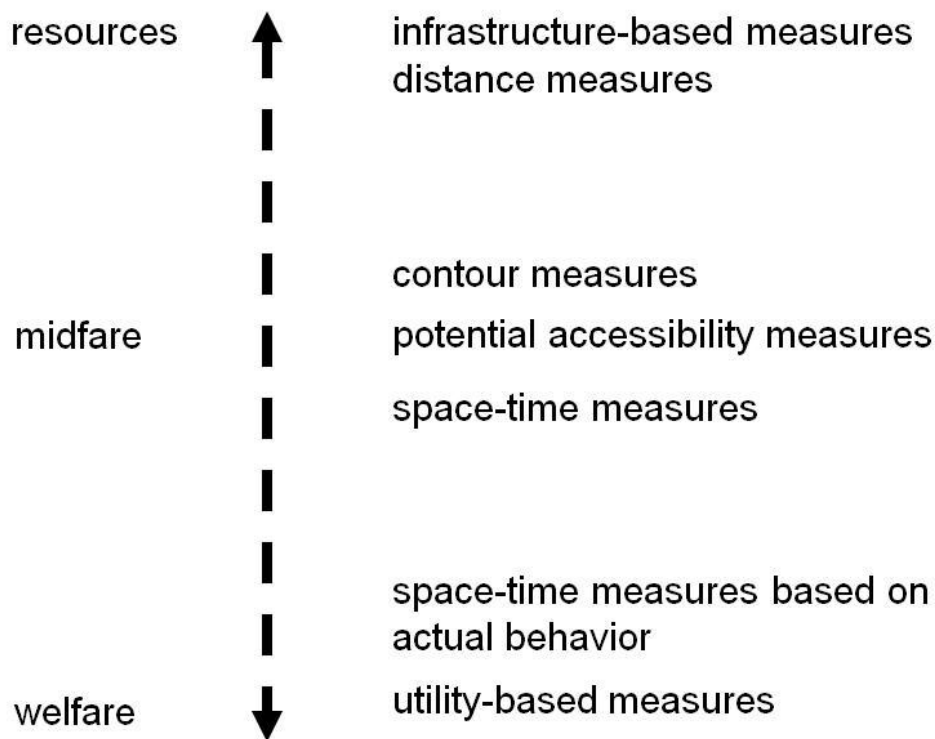 resources
infrastructure-based measures
distance measures
contour measures
midfare
potential accessibility measures
space-time measures
space-time measures based on
actual behavior
welfare
utility-based measures